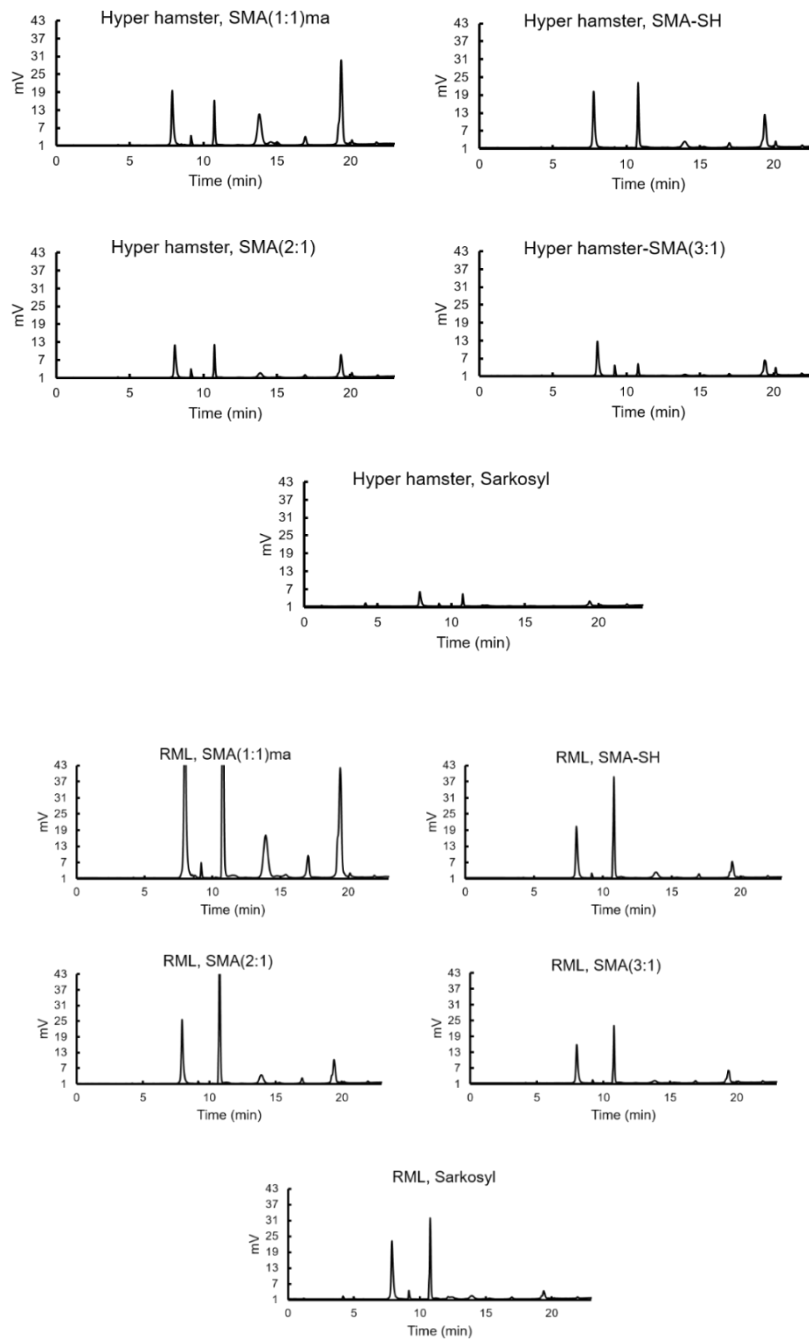 Hyper hamster, SMA(1:1)ma
43
37
31
25
19
13
7
1
mV
0 5 10 15 20
Time (min)
Hyper hamster, SMA-SH
43
37
31
25
19
13
7
1
mV
0 5 10 15 20
Time (min)
Hyper hamster, SMA(2:1)
43
37
31
25
19
13
7
1
mV
0 5 10 15 20
Time (min)
Hyper hamster-SMA(3:1)
43
37
31
25
19
13
7
1
mV
0 5 10 15 20
Time (min)
Hyper hamster, Sarkosyl
43
37
31
25
19
13
7
1
mV
0 5 10 15 20
Time (min)
RML, SMA(1:1)ma
43
37
31
25
19
13
7
1
mV
0 5 10 15 20
Time (min)
RML, SMA-SH
43
37
31
25
19
13
7
1
mV
0 5 10 15 20
Time (min)
RML, SMA(2:1)
43
37
31
25
19
13
7
1
mV
0 5 10 15 20
Time (min)
RML, SMA(3:1)
43
37
31
25
19
13
7
1
mV
0 5 10 15 20
Time (min)
RML, Sarkosyl
43
37
31
25
19
13
7
1
mV
0 5 10 15 20
Time (min)